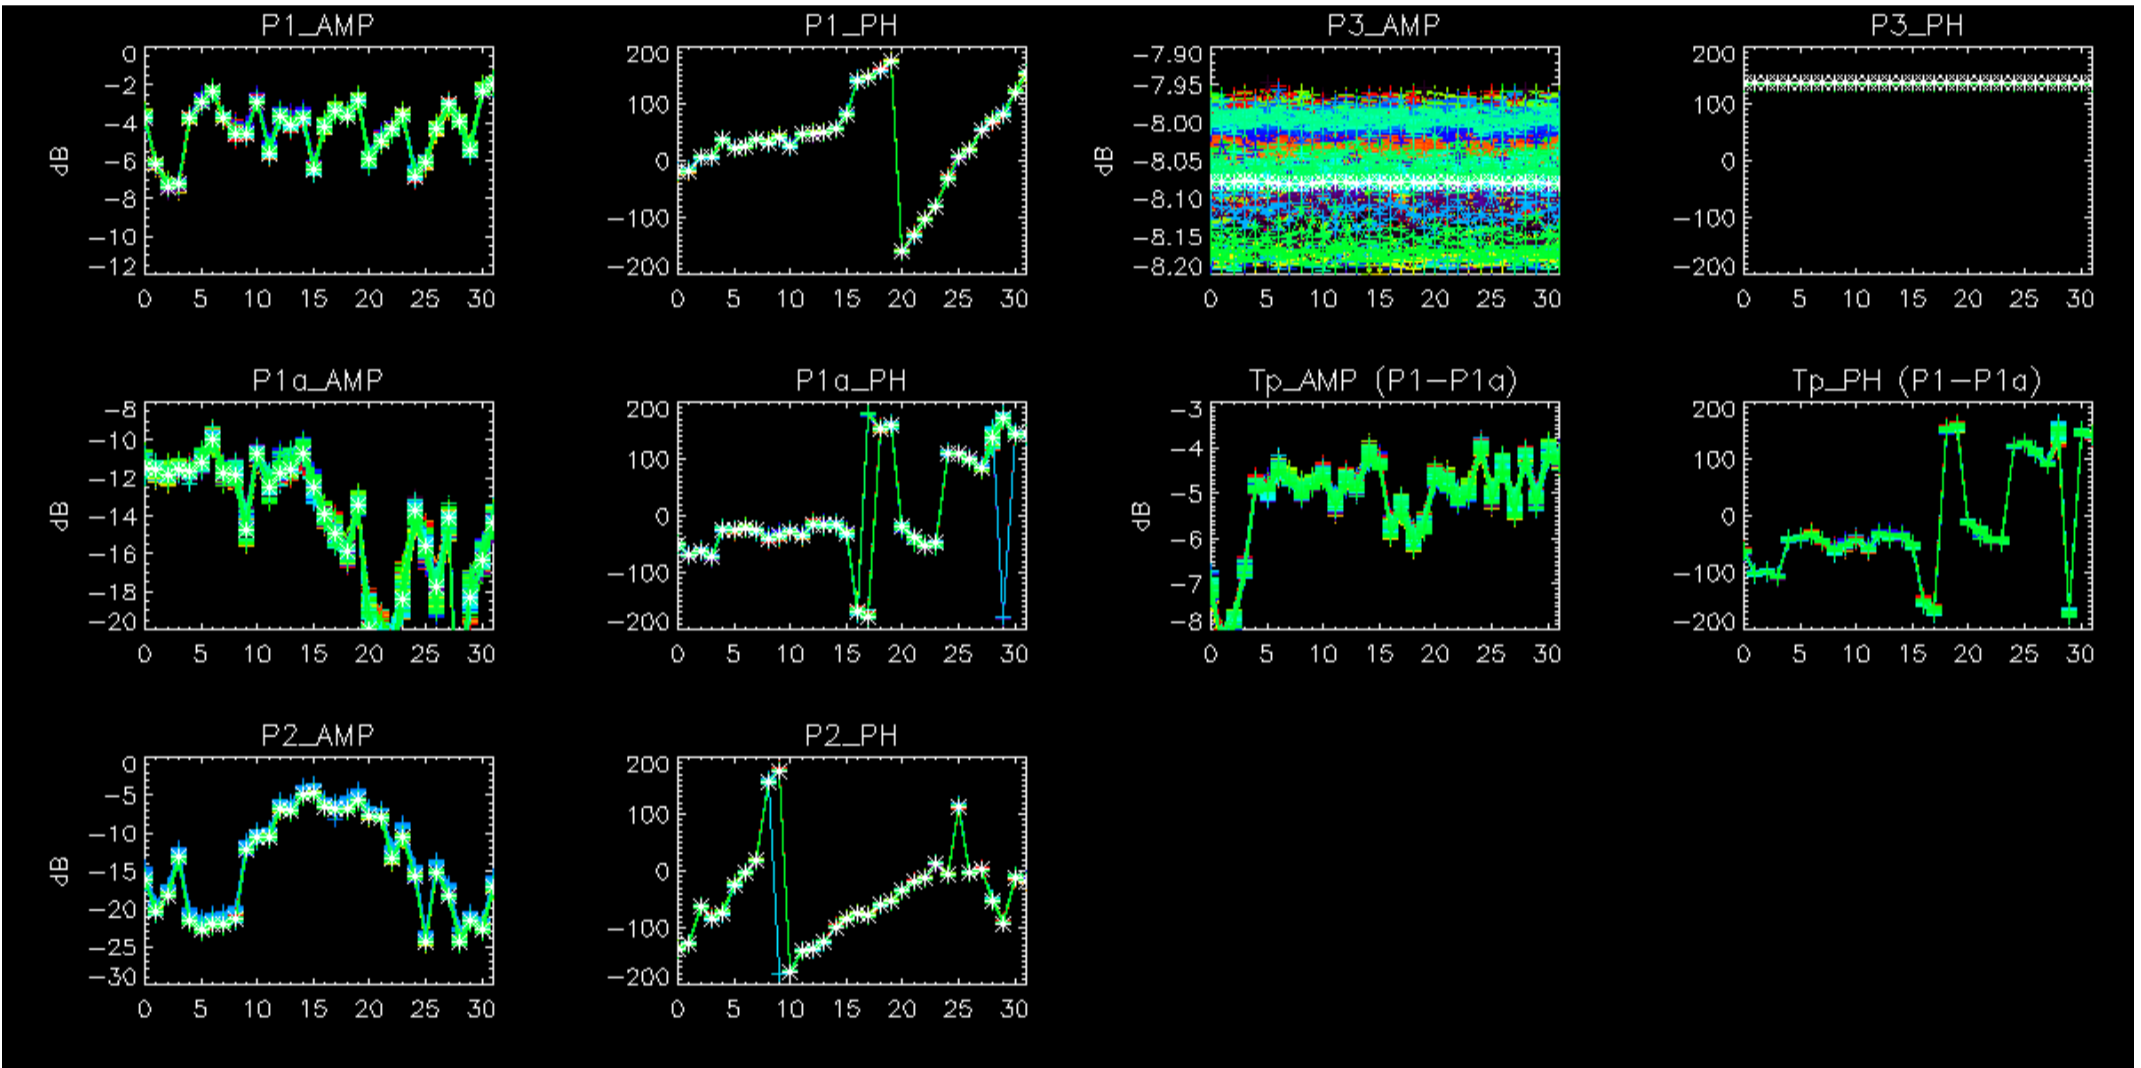 P1_AMP
P1_PH
P3_AMP
P3_PH
dB
0
-2
-4
-6
-8
-10
-12
0 5 10 15 20 25 30
200
100
0
-100
-200
0 5 10 15 20 25 30
dB
-7.90
-7.95
-8.00
-8.05
-8.10
-8.15
-8.20
0 5 10 15 20 25 30
200
100
0
-100
-200
0 5 10 15 20 25 30
P1a_AMP
P1a_PH
Tp_AMP (P1-P1a)
Tp_PH (P1-P1a)
dB
-8
-10
-12
-14
-16
-18
-20
0 5 10 15 20 25 30
200
100
0
-100
-200
0 5 10 15 20 25 30
dB
-3
-4
-5
-6
-7
-8
0 5 10 15 20 25 30
200
100
0
-100
-200
0 5 10 15 20 25 30
P2_AMP
P2_PH
dB
0
-5
-10
-15
-20
-25
-30
0 5 10 15 20 25 30
200
100
0
-100
-200
0 5 10 15 20 25 30